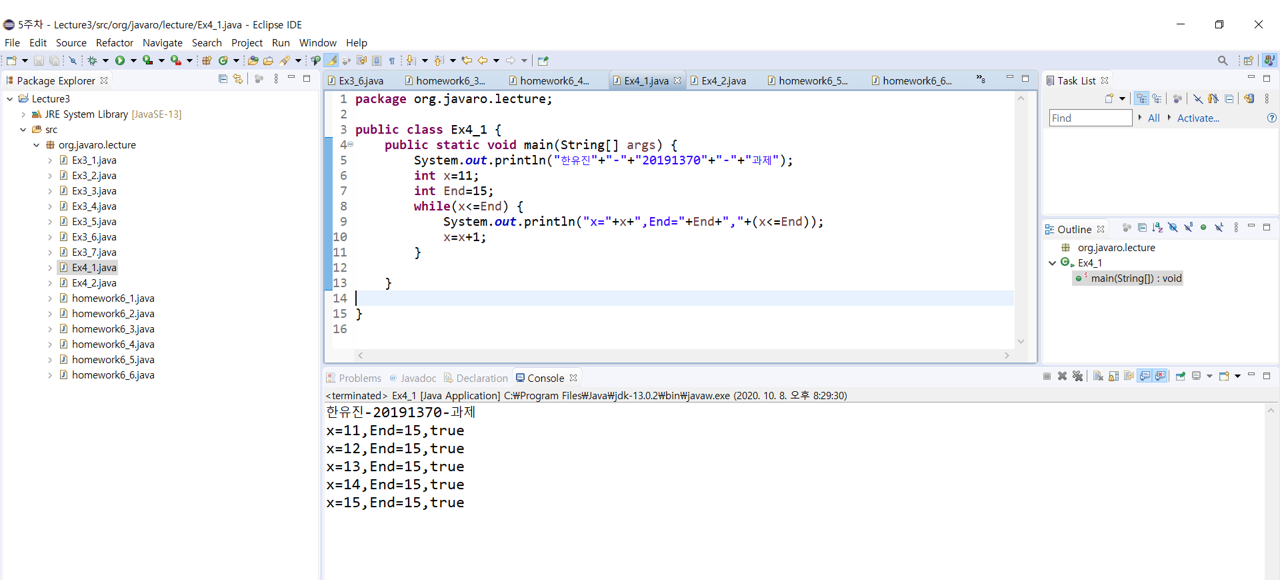 5주차 - Lecture3/src/org/javaro/lecture/Ex4_1.java - Eclipse IDE
File Edit Source Refactor Navigate Search Project Run Window Help
Package Explorer
Lecture3
JRE System Library [JavaSE-13]
src
org.javaro.lecture
Ex3_1.java
Ex3_2.java
Ex3_3.java
Ex3_4.java
Ex3_5.java
Ex3_6.java
Ex3_7.java
Ex4_1.java
Ex4_2.java
homework6_1.java
homework6_2.java
homework6_3.java
homework6_4.java
homework6_5.java
homework6_6.java
Ex3_6.java homework6_3... homework6_4... Ex4_1.java Ex4_2.java homework6_5... homework6_6... »8
1 package org.javaro.lecture;
2
3 public class Ex4_1 {
4 public static void main(String[] args) {
5 System.out.println("한유진"+"-"+"20191370"+"-"+"과제");
6 int x=11;
7 int End=15;
8 while(x<=End) {
9 System.out.println("x="+x+",End="+End+","+(x<=End));
10 x=x+1;
11 }
12
13 }
14
15 }
16
Task List
Find All Activate...
Outline
org.javaro.lecture
Ex4_1
main(String[]) : void
Problems Javadoc Declaration Console
<terminated> Ex4_1 [Java Application] C:₩Program Files₩Java₩jdk-13.0.2₩bin₩javaw.exe (2020. 10. 8. 오후 8:29:30)
한유진-20191370-과제
x=11,End=15,true
x=12,End=15,true
x=13,End=15,true
x=14,End=15,true
x=15,End=15,true